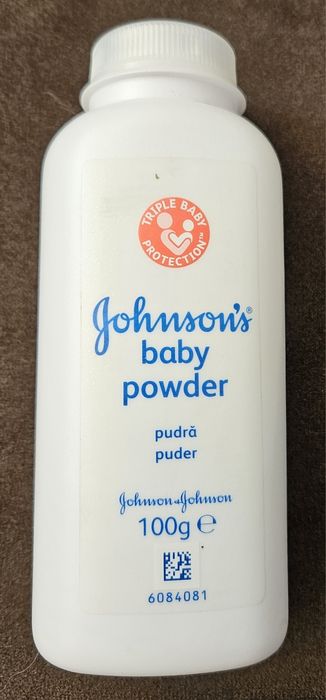 TRIPLE BABY
PROTECTION™
Johnson's®
baby
powder
pudră
puder
Johnson & Johnson
100g ℮
6084081